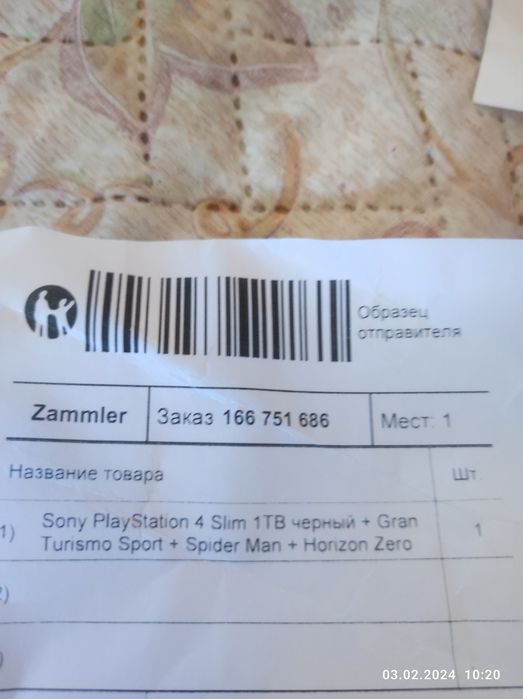 Образец
отправителя
Zammler Заказ 166 751 686 Мест: 1
Название товара Шт.
1) Sony PlayStation 4 Slim 1TB черный + Gran 1
Turismo Sport + Spider Man + Horizon Zero
2)
)
03.02.2024 10:20